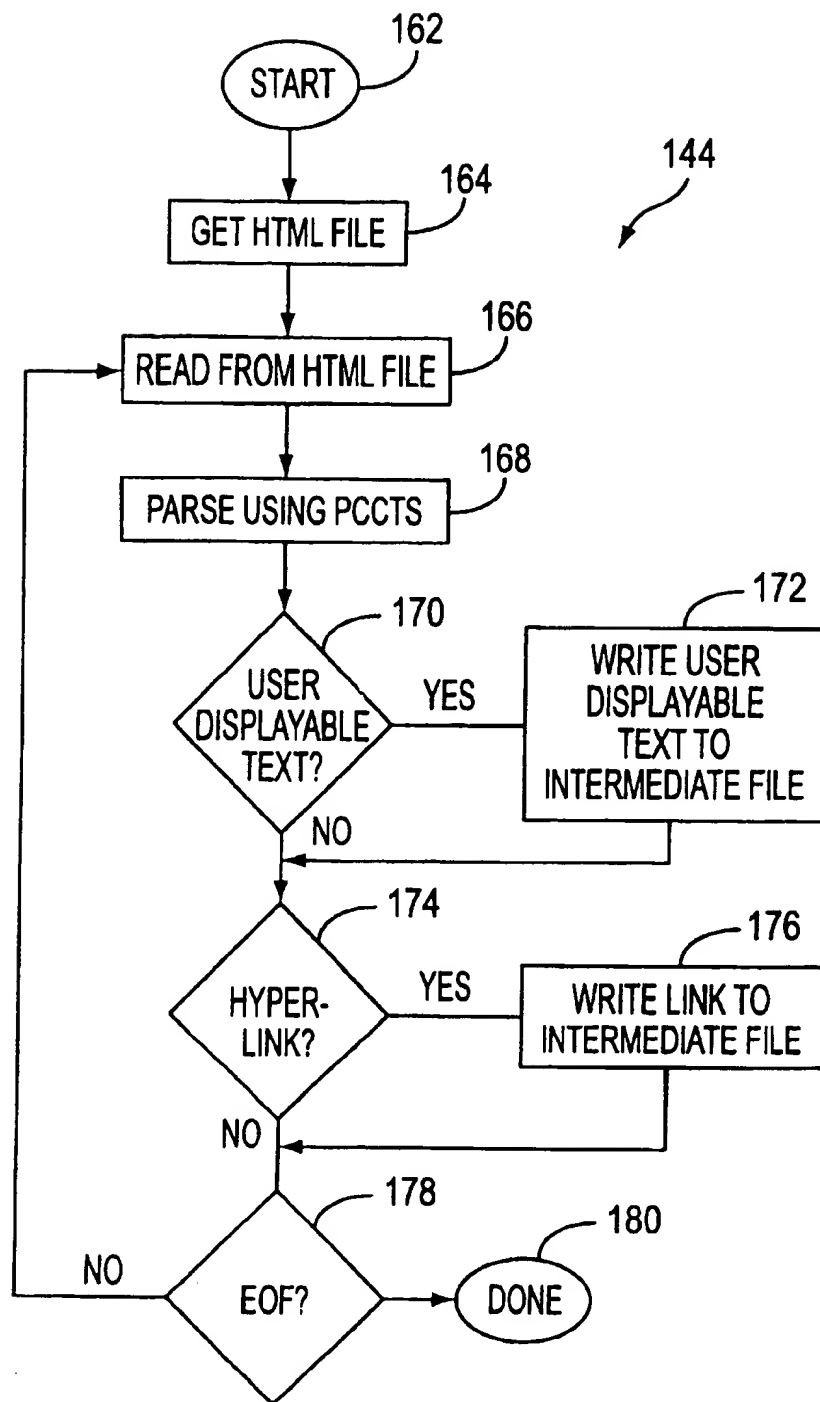 162
START
144
164
GET HTML FILE
166
READ FROM HTML FILE
168
PARSE USING PCCTS
170
172
USER
DISPLAYABLE
TEXT?
YES
WRITE USER
DISPLAYABLE
TEXT TO
INTERMEDIATE FILE
NO
174
176
HYPER-
LINK?
YES
WRITE LINK TO
INTERMEDIATE FILE
NO
178
180
NO
EOF?
DONE